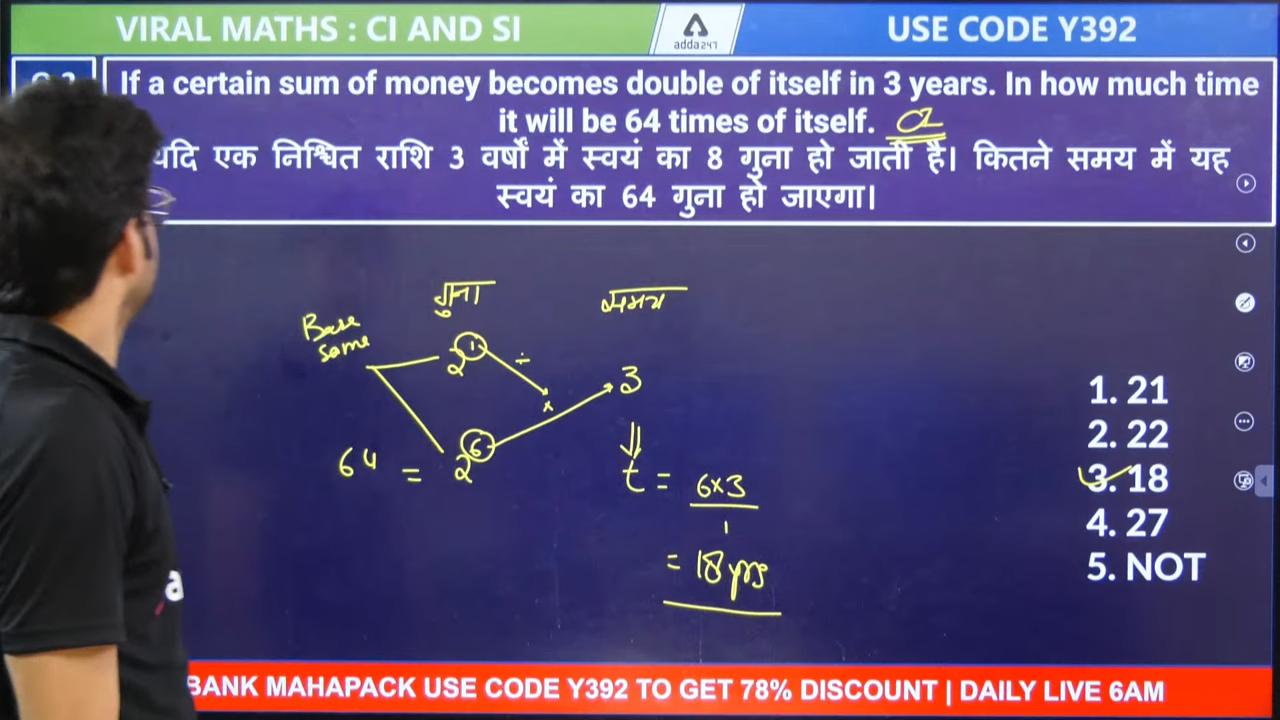 VIRAL MATHS : CI AND SI
adda247
USE CODE Y392
If a certain sum of money becomes double of itself in 3 years. In how much time
it will be 64 times of itself. CI
यदि एक निश्चित राशि 3 वर्षों में स्वयं का 8 गुना हो जाती है। कितने समय में यह
स्वयं का 64 गुना हो जाएगा।
गुना
समय
Base
same
2^1
÷
×
3
64 = 2^6
t = 6×3
1
= 18 yrs
1. 21
2. 22
3. 18
4. 27
5. NOT
a
BANK MAHAPACK USE CODE Y392 TO GET 78% DISCOUNT | DAILY LIVE 6AM